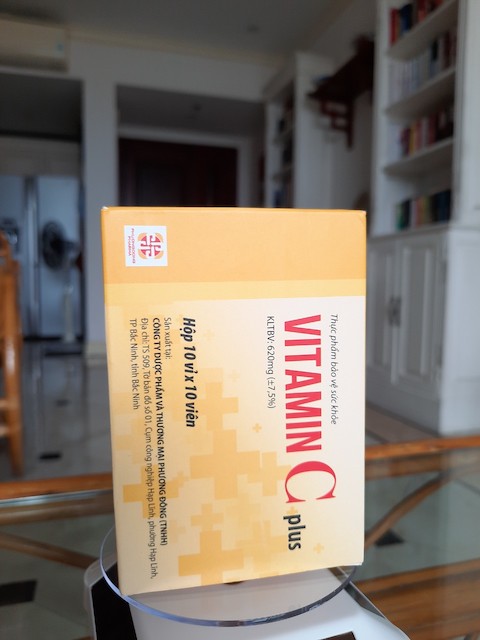 Thực phẩm bảo vệ sức khỏe
VITAMIN C
plus
KLTBV: 620mg (±7,5%)
Hộp 10 vỉ x 10 viên
Sản xuất tại:
CÔNG TY DƯỢC PHẨM VÀ THƯƠNG MẠI PHƯƠNG ĐÔNG (TNHH)
Địa chỉ: TS 509, Tờ bản đồ số 01, Cụm công nghiệp Hạp Lĩnh, phường Hạp Lĩnh,
TP Bắc Ninh, tỉnh Bắc Ninh